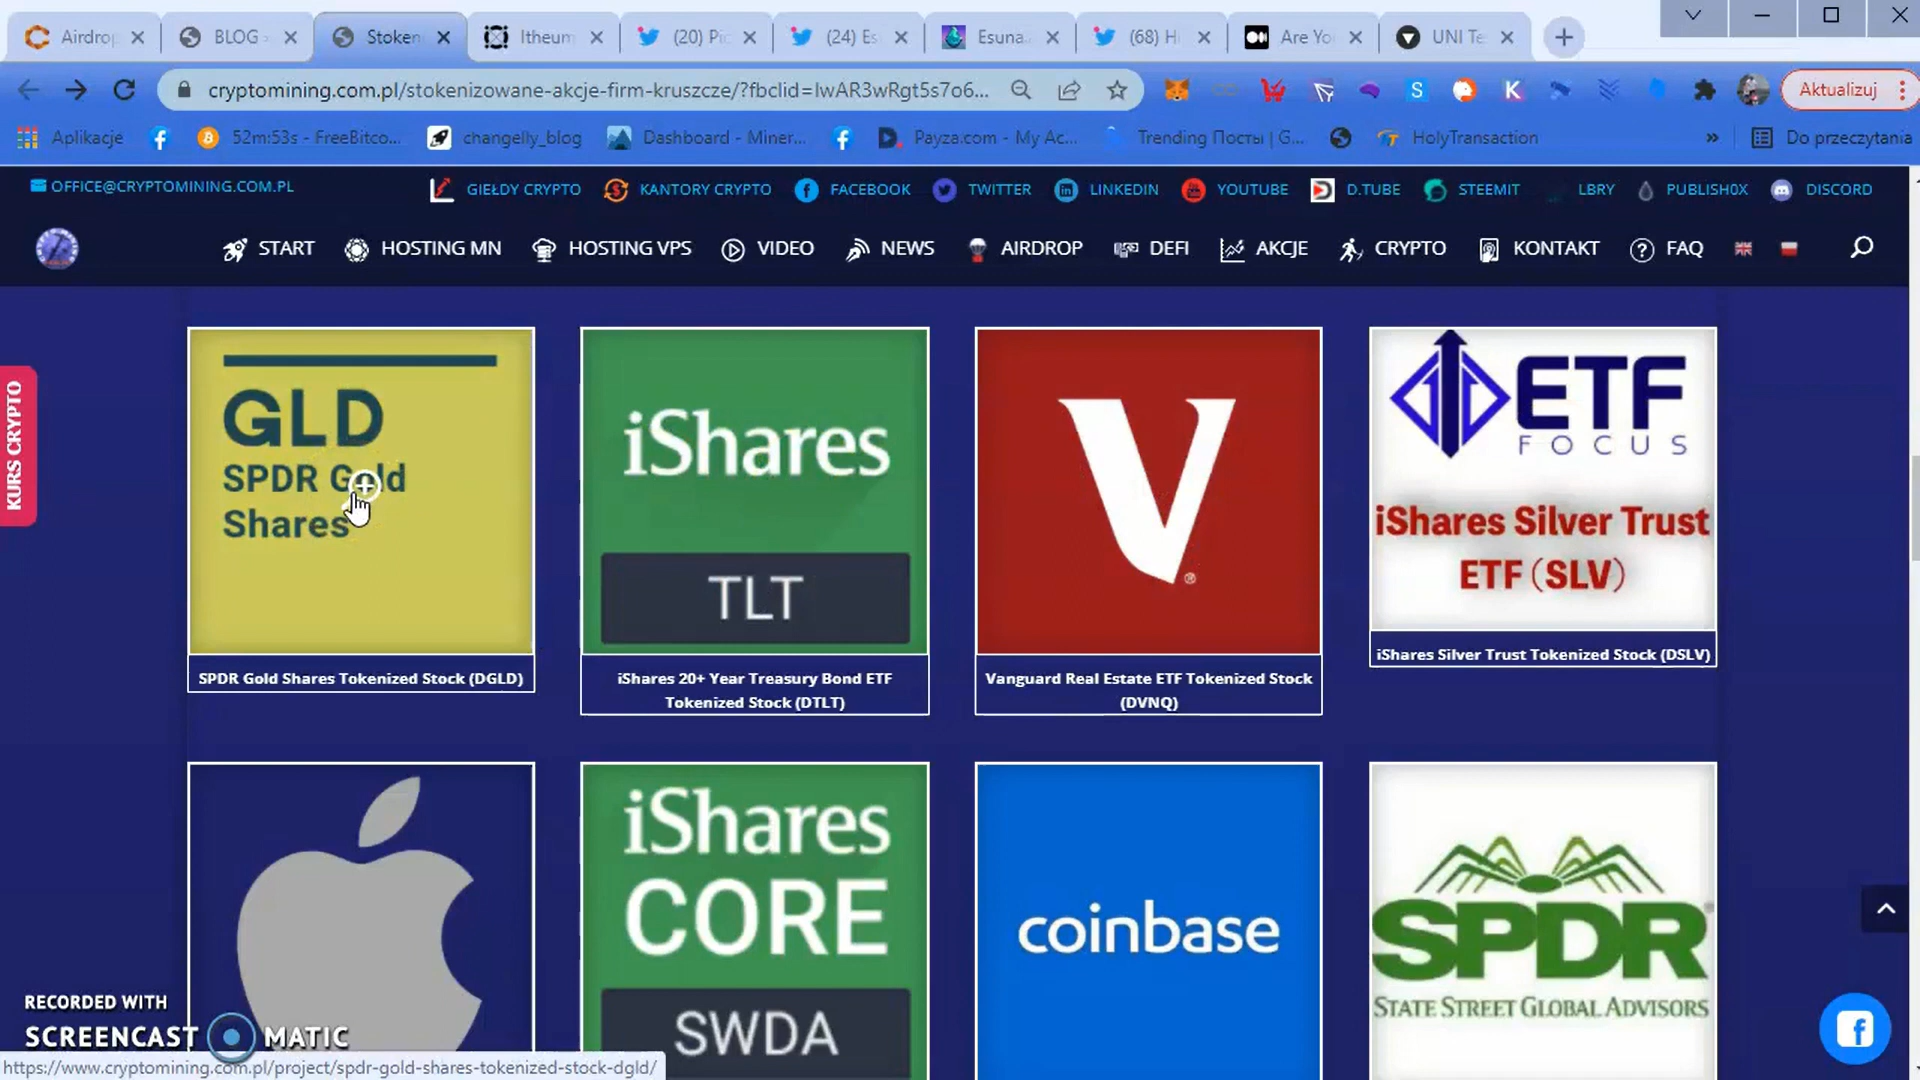 Airdrop
BLOG
Stoken
Itheum
(20) Pi
(24) Es
Esuna
(68) H
Are Yo
UNI Te
cryptomining.com.pl/stokenizowane-akcje-firm-kruszcze/?fbclid=IwAR3wRgt5s7o6...
Aktualizuj
Aplikacje
52m:53s - FreeBitco...
changelly_blog
Dashboard - Miner...
Payza.com - My Ac...
Trending Посты | G...
HolyTransaction
»
Do przeczytania
OFFICE@CRYPTOMINING.COM.PL
GIEŁDY CRYPTO
KANTORY CRYPTO
FACEBOOK
TWITTER
LINKEDIN
YOUTUBE
D.TUBE
STEEMIT
LBRY
PUBLISH0X
DISCORD
START
HOSTING MN
HOSTING VPS
VIDEO
NEWS
AIRDROP
DEFI
AKCJE
CRYPTO
KONTAKT
FAQ
KURS CRYPTO
GLD
SPDR Gold
Shares
SPDR Gold Shares Tokenized Stock (DGLD)
iShares
TLT
iShares 20+ Year Treasury Bond ETF
Tokenized Stock (DTLT)
V®
Vanguard Real Estate ETF Tokenized Stock
(DVNQ)
ETF
FOCUS
iShares Silver Trust
ETF（SLV）
iShares Silver Trust Tokenized Stock (DSLV)
iShares
CORE
SWDA
coinbase
SPDR
STATE STREET GLOBAL ADVISORS
RECORDED WITH
SCREENCAST MATIC
https://www.cryptomining.com.pl/project/spdr-gold-shares-tokenized-stock-dgld/